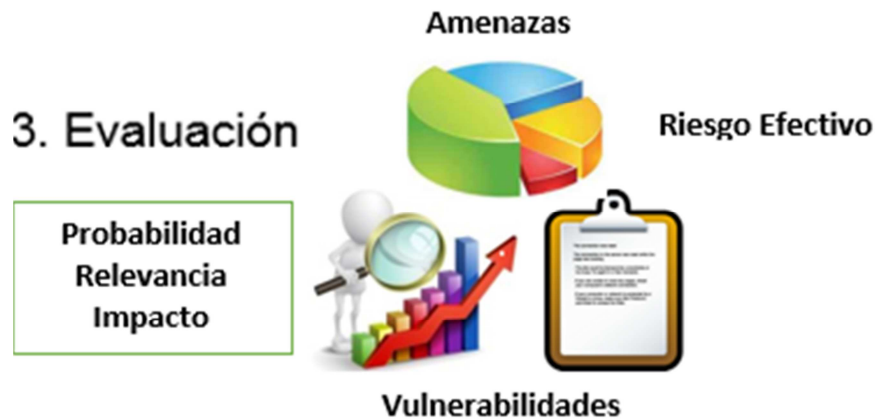 Amenazas
3. Evaluación
Riesgo Efectivo
Probabilidad
Relevancia
Impacto
Vulnerabilidades